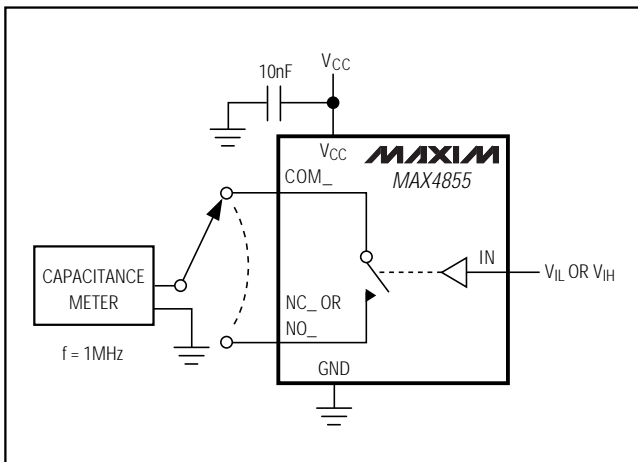 VCC
10nF
VCC
MAXIM
MAX4855
COM_
IN
VIL OR VIH
CAPACITANCE
METER
NC_ OR
NO_
f = 1MHz
GND